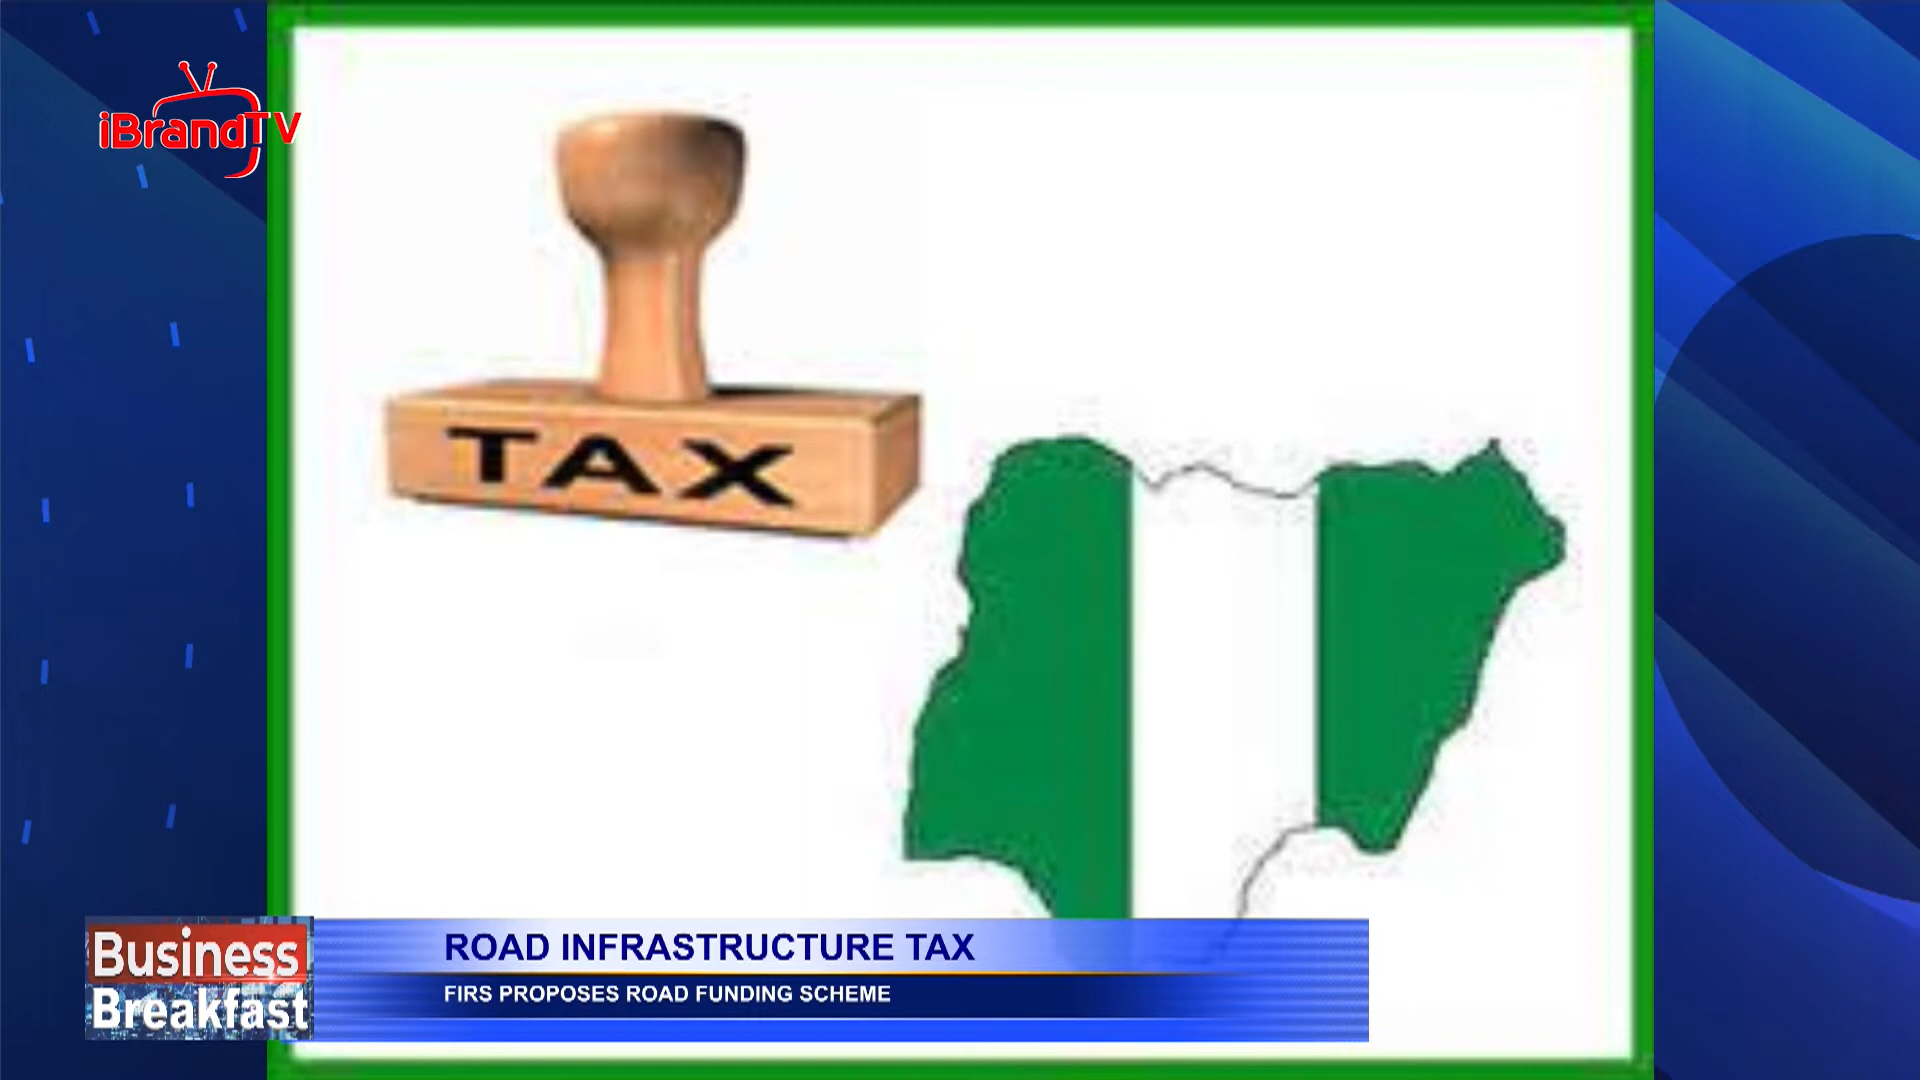 iBrandTV
TAX
Business
Breakfast
ROAD INFRASTRUCTURE TAX
FIRS PROPOSES ROAD FUNDING SCHEME